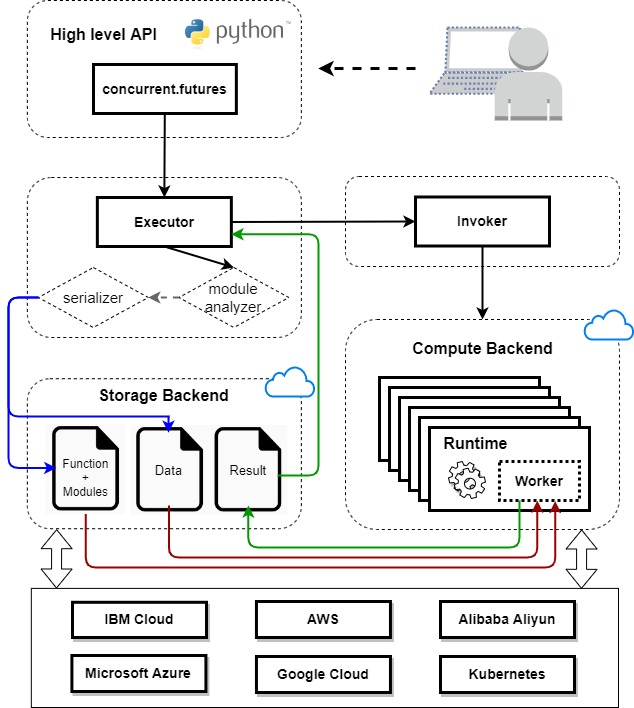 High level API
python™
concurrent.futures
Executor
Invoker
serializer
module
analyzer
Compute Backend
Storage Backend
Function
+
Modules
Data
Result
Runtime
Worker
IBM Cloud
AWS
Alibaba Aliyun
Microsoft Azure
Google Cloud
Kubernetes